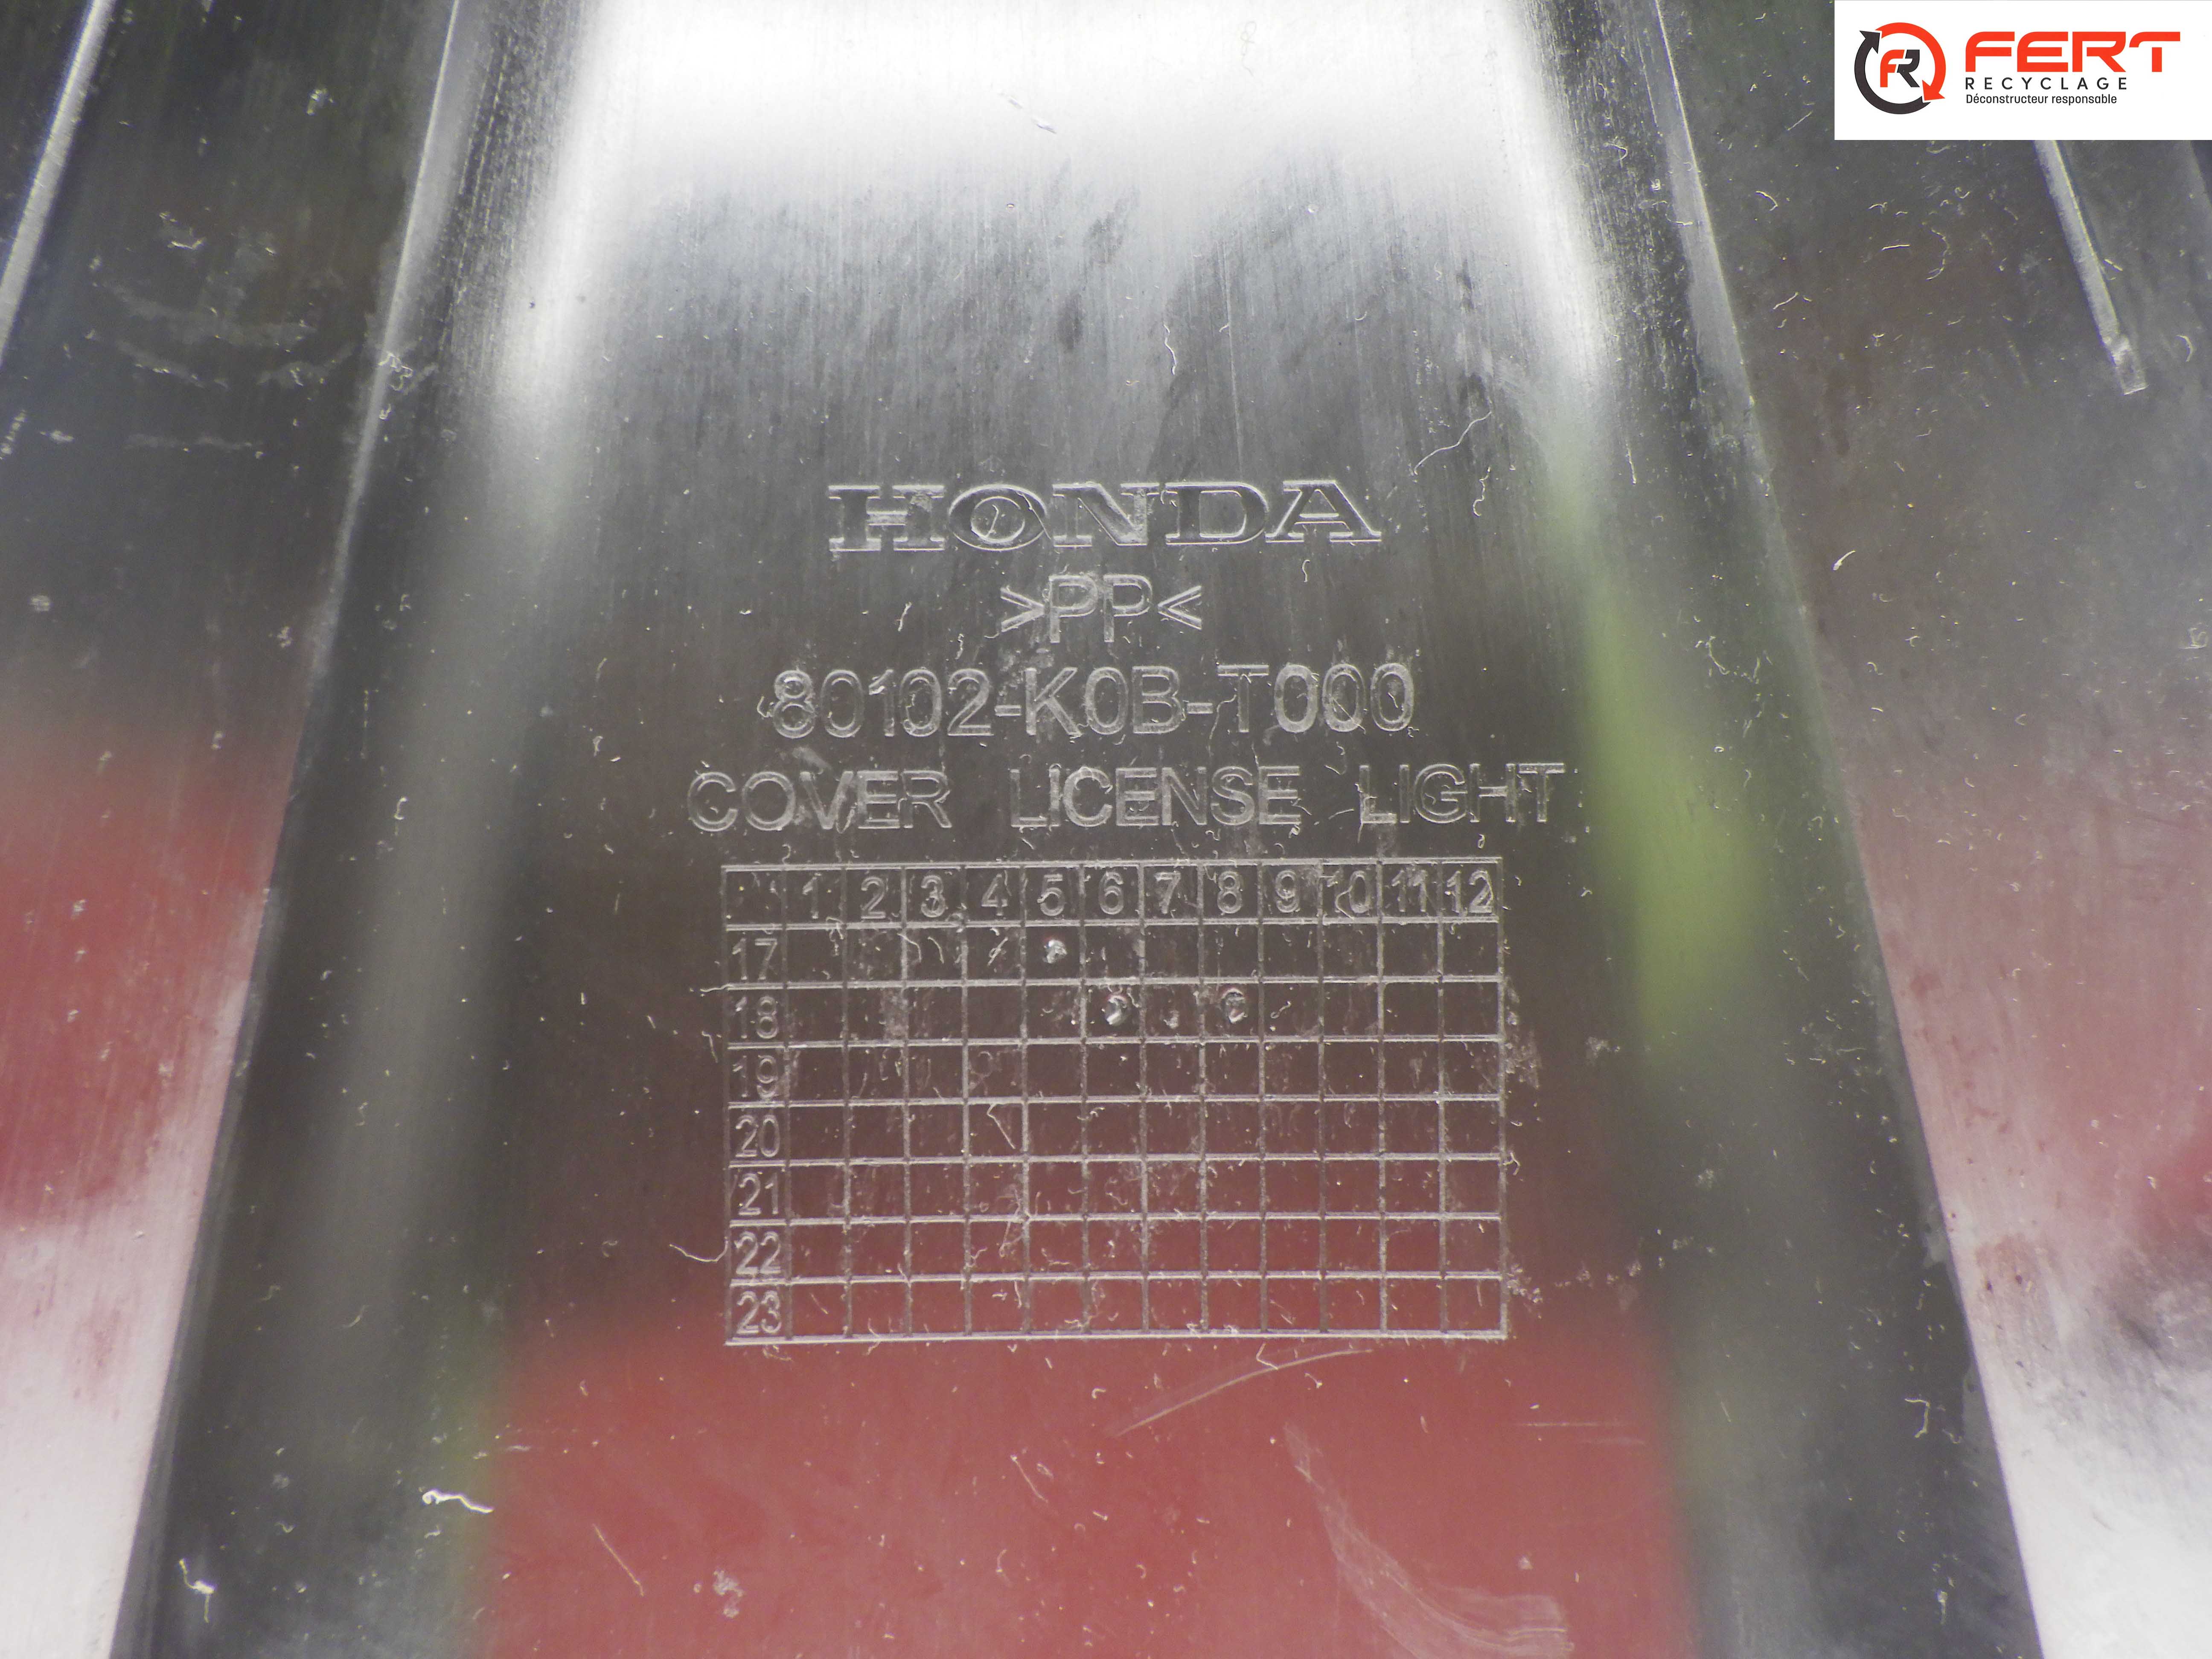 FR FERT
RECYCLAGE
Déconstructeur responsable
HONDA
>PP<
80102-K0B-T000
COVER LICENSE LIGHT
1 2 3 4 5 6 7 8 9 10 11 12
17
18
19
20
21
22
23